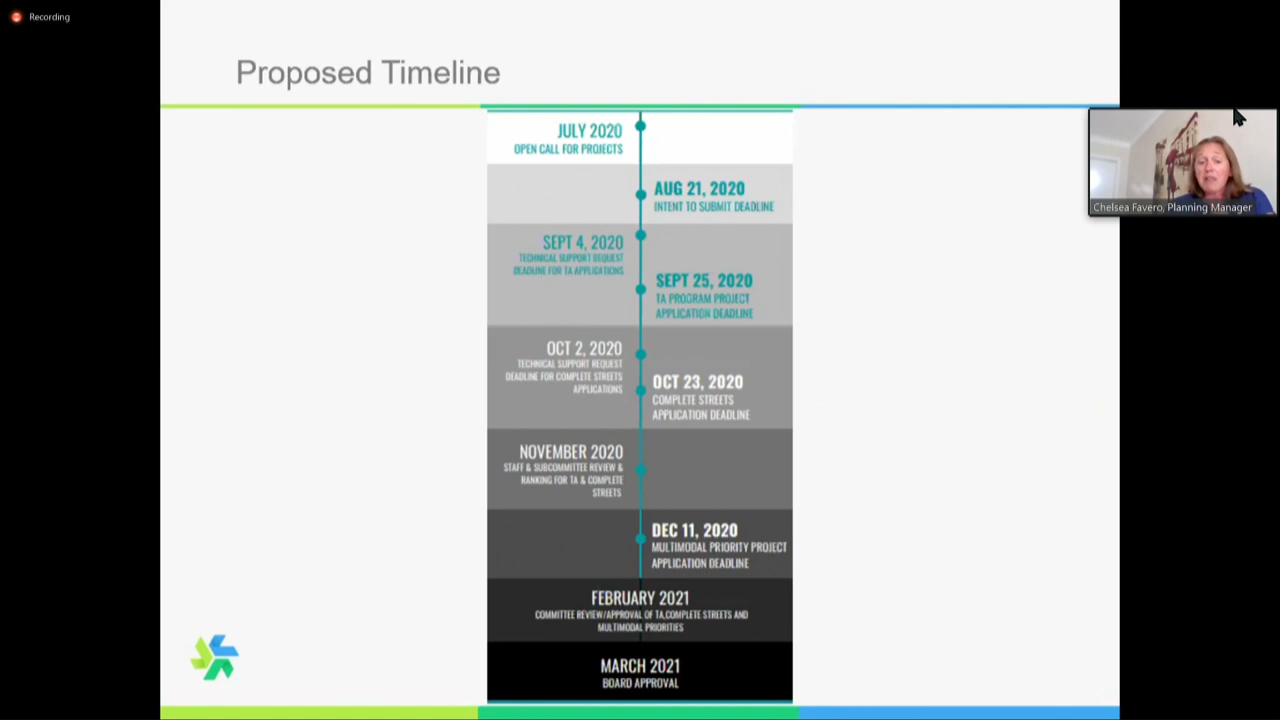 Recording
Proposed Timeline
JULY 2020
OPEN CALL FOR PROJECTS
AUG 21, 2020
INTENT TO SUBMIT DEADLINE
SEPT 4, 2020
TECHNICAL SUPPORT REQUEST
DEADLINE FOR TA APPLICATIONS
SEPT 25, 2020
TA PROGRAM PROJECT
APPLICATION DEADLINE
OCT 2, 2020
TECHNICAL SUPPORT REQUEST
DEADLINE FOR COMPLETE STREETS
APPLICATIONS
OCT 23, 2020
COMPLETE STREETS
APPLICATION DEADLINE
NOVEMBER 2020
STAFF & SUBCOMMITTEE REVIEW &
RANKING FOR TA & COMPLETE
STREETS
DEC 11, 2020
MULTIMODAL PRIORITY PROJECT
APPLICATION DEADLINE
FEBRUARY 2021
COMMITTEE REVIEW/APPROVAL OF TA,COMPLETE STREETS AND
MULTIMODAL PRIORITIES
MARCH 2021
BOARD APPROVAL
Chelsea Favero, Planning Manager